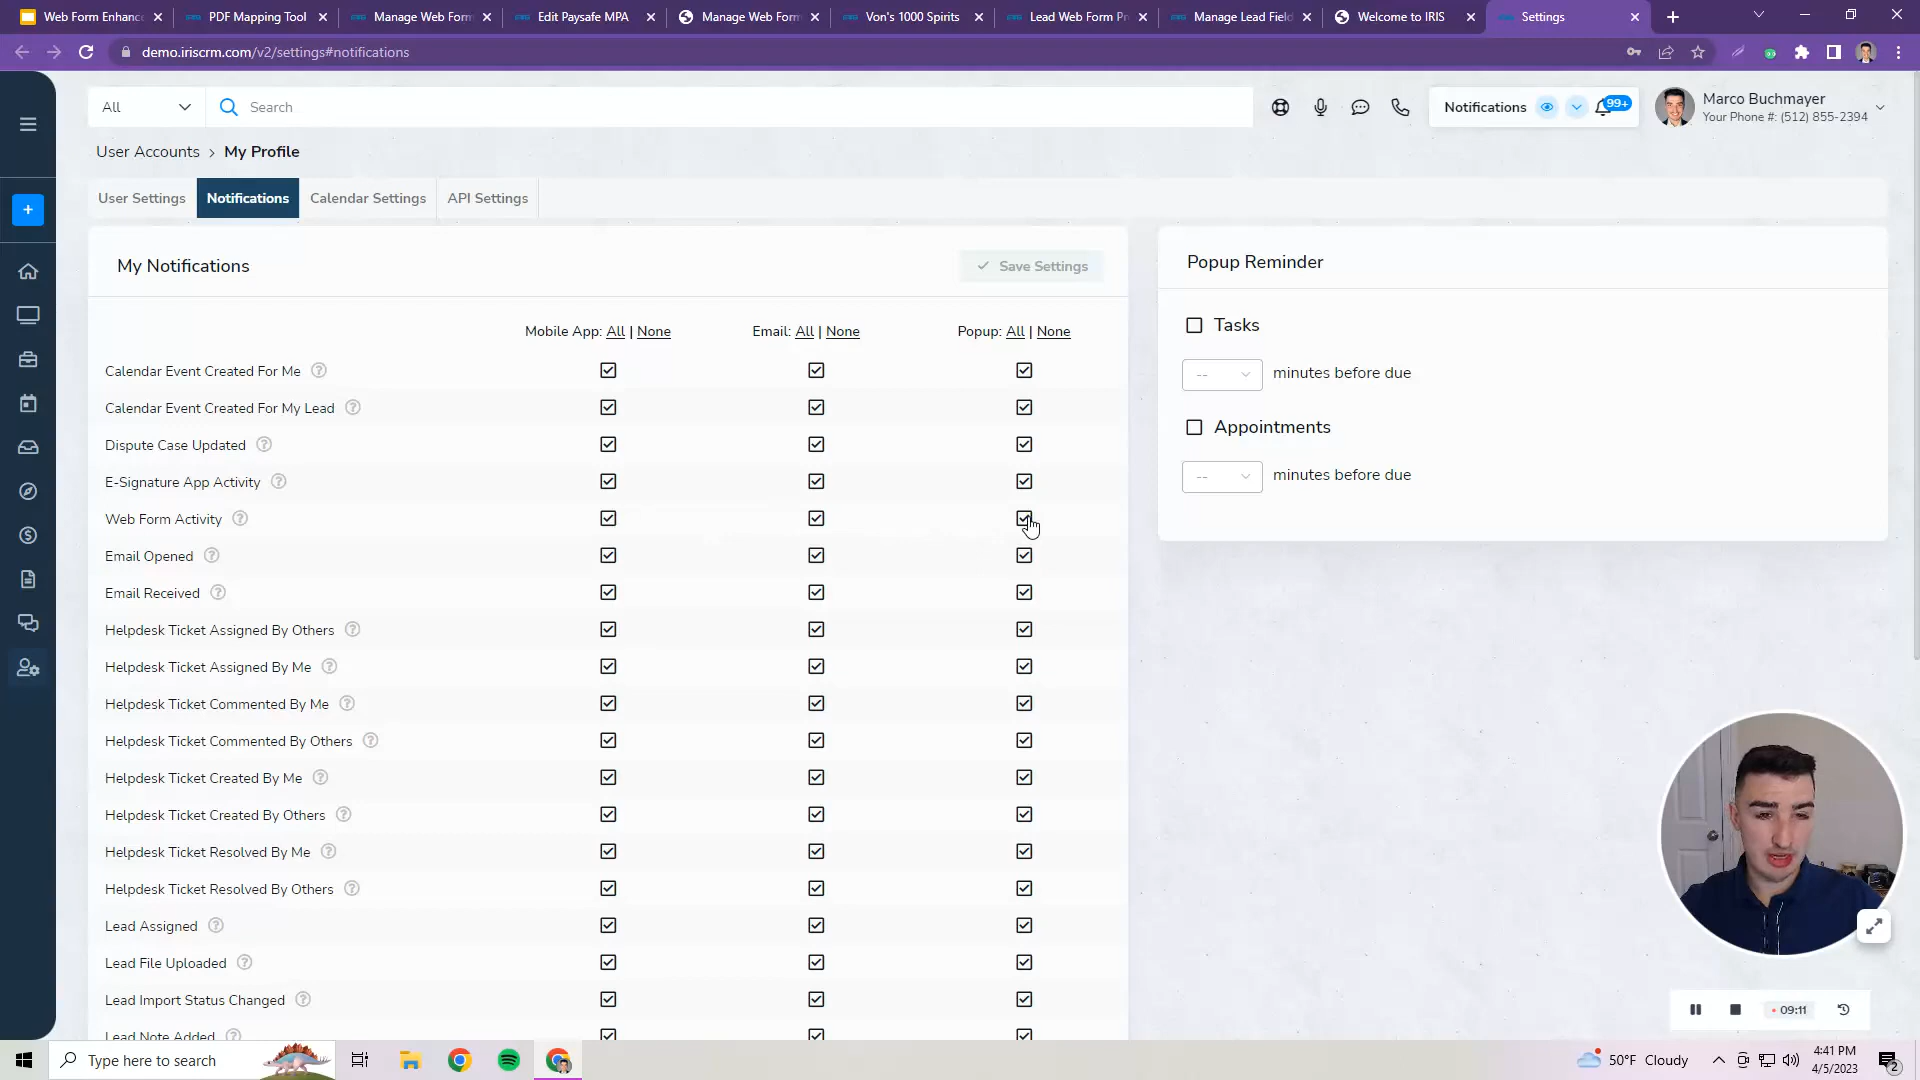 Web Form Enhance
PDF Mapping Tool
Manage Web Form
Edit Paysafe MPA
Manage Web Form
Von's 1000 Spirits
Lead Web Form Pr
Manage Lead Field
Welcome to IRIS
Settings
demo.iriscrm.com/v2/settings#notifications
All
Search
Notifications
99+
Marco Buchmayer
Your Phone #: (512) 855-2394
User Accounts > My Profile
User Settings
Notifications
Calendar Settings
API Settings
My Notifications
Save Settings
Mobile App: All | None
Email: All | None
Popup: All | None
Calendar Event Created For Me
Calendar Event Created For My Lead
Dispute Case Updated
E-Signature App Activity
Web Form Activity
Email Opened
Email Received
Helpdesk Ticket Assigned By Others
Helpdesk Ticket Assigned By Me
Helpdesk Ticket Commented By Me
Helpdesk Ticket Commented By Others
Helpdesk Ticket Created By Me
Helpdesk Ticket Created By Others
Helpdesk Ticket Resolved By Me
Helpdesk Ticket Resolved By Others
Lead Assigned
Lead File Uploaded
Lead Import Status Changed
Lead Note Added
Popup Reminder
Tasks
-- minutes before due
Appointments
-- minutes before due
09:11
Type here to search
50°F Cloudy
4:41 PM
4/5/2023
2